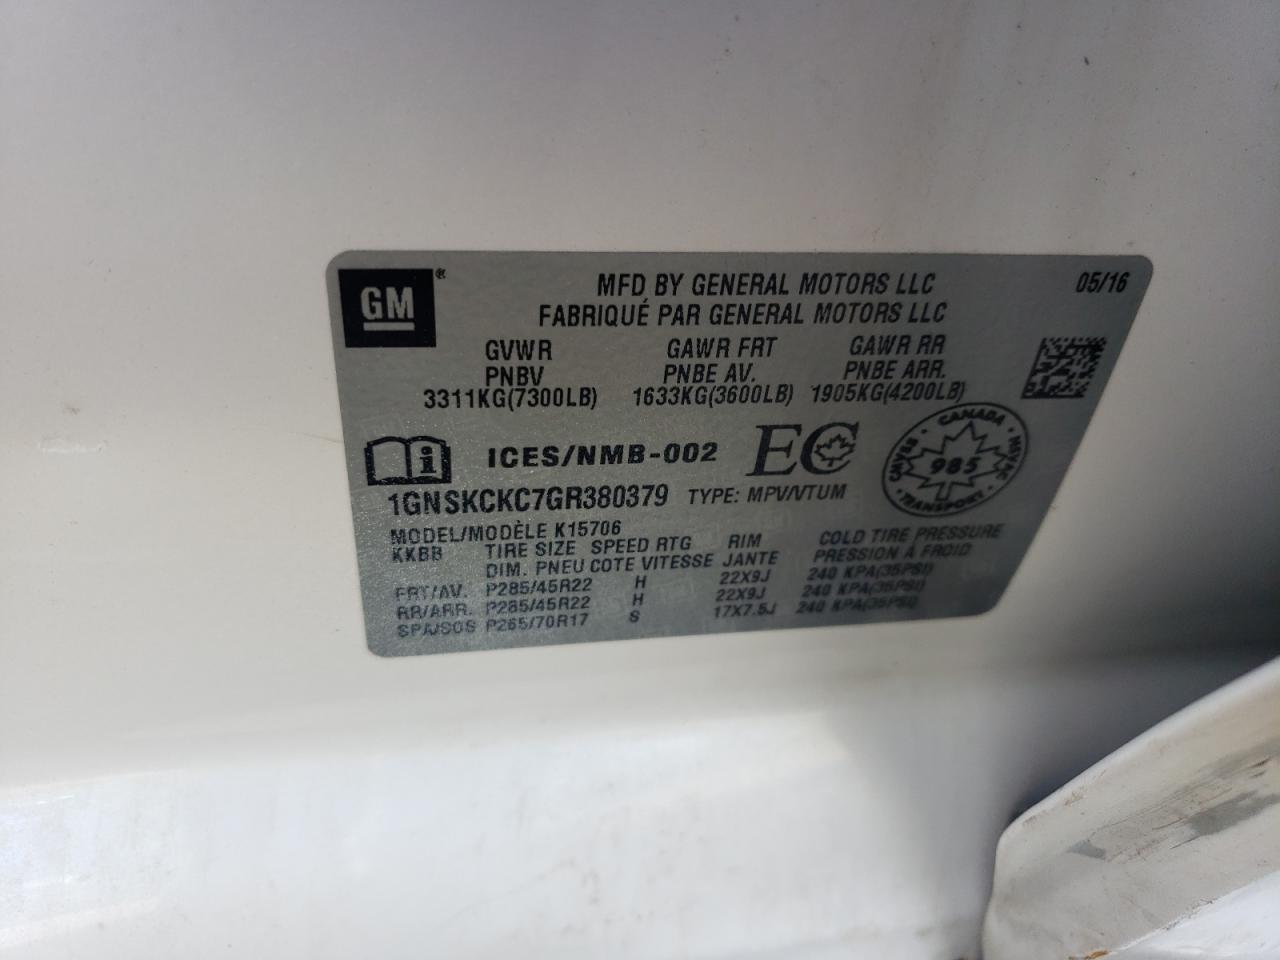 GM®
MFD BY GENERAL MOTORS LLC 05/16
FABRIQUÉ PAR GENERAL MOTORS LLC
GVWR GAWR FRT GAWR RR
PNBV PNBE AV. PNBE ARR.
3311KG(7300LB) 1633KG(3600LB) 1905KG(4200LB)
i ICES/NMB-002 EC
CANADA
985
TRANSPORT
1GNSKCKC7GR380379 TYPE: MPV/VTUM
MODEL/MODÈLE K15706
KKBB TIRE SIZE SPEED RTG RIM COLD TIRE PRESSURE
DIM. PNEU COTE VITESSE JANTE PRESSION À FROID
FRT/AV. P285/45R22 H 22X9J 240 KPA(35PSI)
RR/ARR. P285/45R22 H 22X9J 240 KPA(35PSI)
SPA/SOS P265/70R17 S 17X7.5J 240 KPA(35PSI)